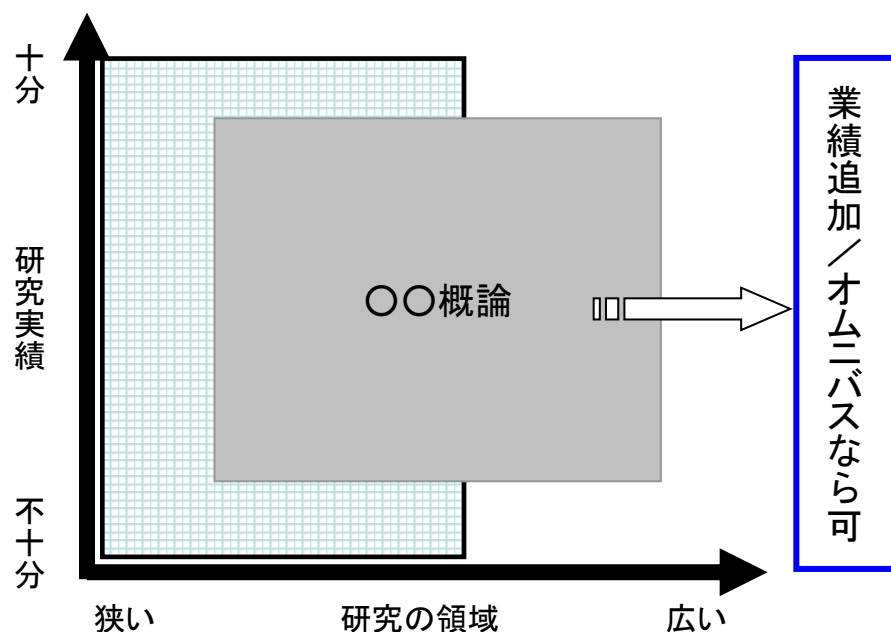 十分
研究実績
不十分
〇〇概論
業績追加／オムニバスなら可
狭い
研究の領域
広い